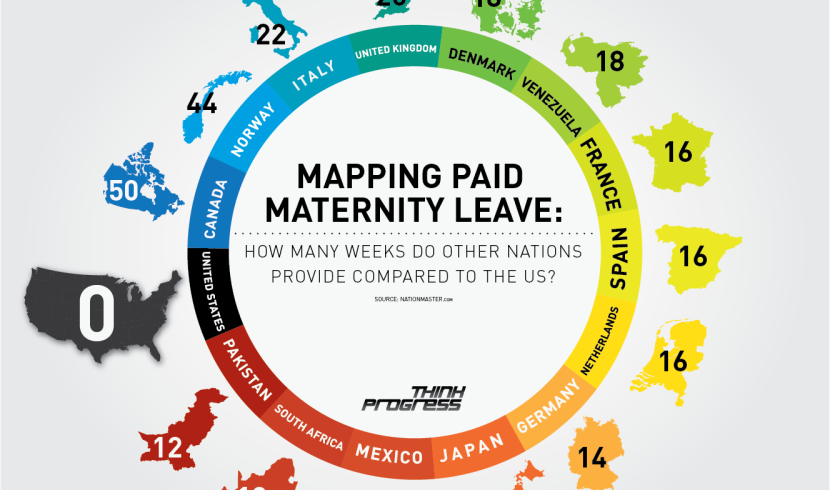 22
UNITED KINGDOM
DENMARK
18
ITALY
VENEZUELA
44
NORWAY
FRANCE
16
50
CANADA
MAPPING PAID
MATERNITY LEAVE:
HOW MANY WEEKS DO OTHER NATIONS
PROVIDE COMPARED TO THE US?
SOURCE: NATIONMASTER.COM
SPAIN
16
0
UNITED STATES
NETHERLANDS
16
PAKISTAN
THINK
PROGRESS
GERMANY
14
12
SOUTH AFRICA
MEXICO
JAPAN